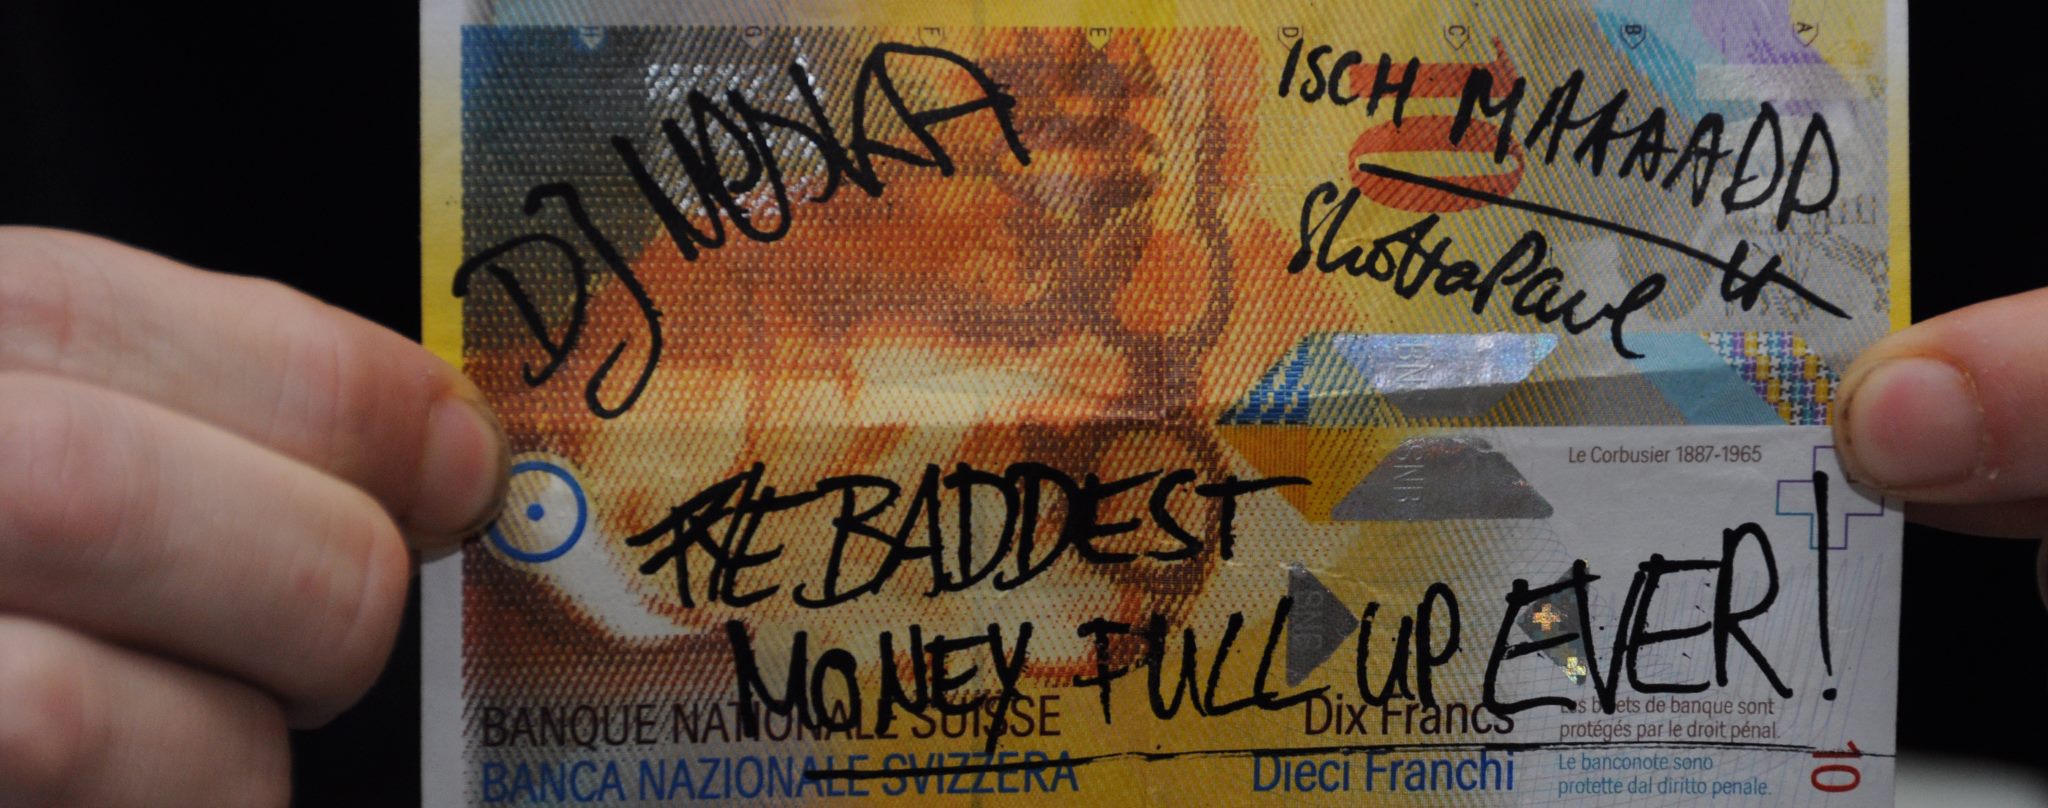 H G F E D C B A
DJ MOSKA
ISCH MAAAADD
ShottaPaul
Le Corbusier 1887-1965
THE BADDEST
MONEY PULL UP EVER!
BANQUE NATIONALE SUISSE
BANCA NAZIONALE SVIZZERA
Dix Francs
Dieci Franchi
Les billets de banque sont
protégés par le droit pénal.
Le banconote sono
protette dal diritto penale.
10